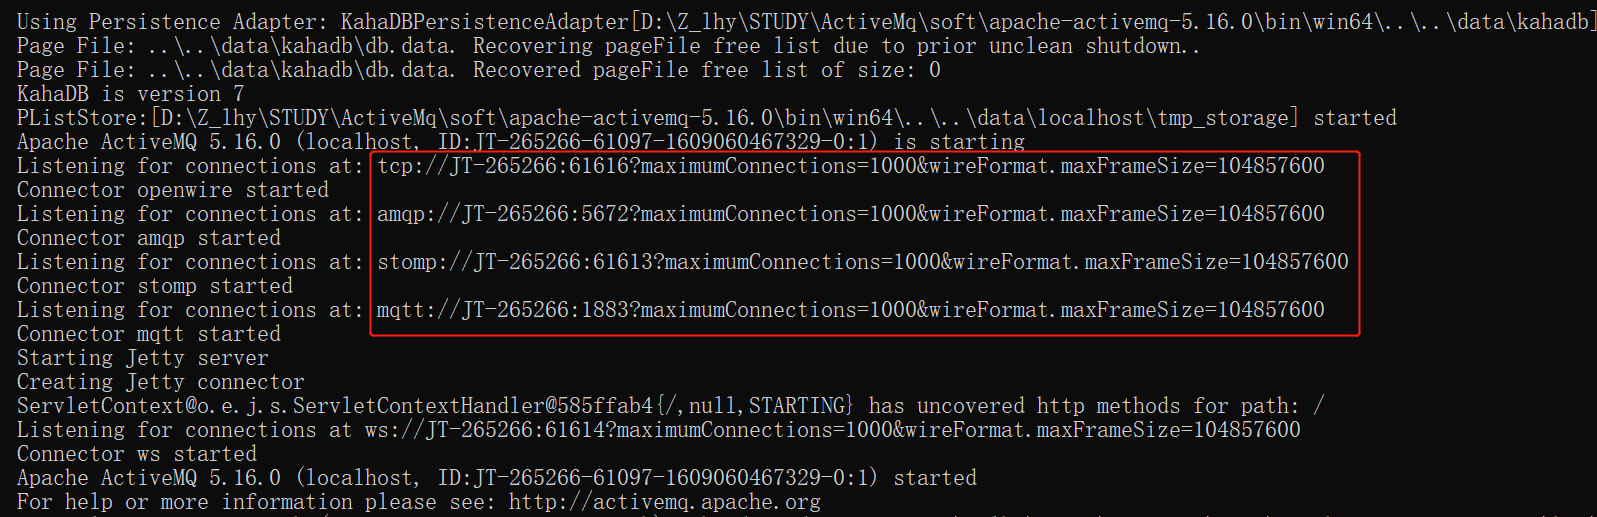 Using Persistence Adapter: KahaDBPersistenceAdapter[D:\Z_lhy\STUDY\ActiveMq\soft\apache-activemq-5.16.0\bin\win64\..\..\data\kahadb]
Page File: ..\..\data\kahadb\db.data. Recovering pageFile free list due to prior unclean shutdown..
Page File: ..\..\data\kahadb\db.data. Recovered pageFile free list of size: 0
KahaDB is version 7
PListStore:[D:\Z_lhy\STUDY\ActiveMq\soft\apache-activemq-5.16.0\bin\win64\..\..\data\localhost\tmp_storage] started
Apache ActiveMQ 5.16.0 (localhost, ID:JT-265266-61097-1609060467329-0:1) is starting
Listening for connections at: tcp://JT-265266:61616?maximumConnections=1000&wireFormat.maxFrameSize=104857600
Connector openwire started
Listening for connections at: amqp://JT-265266:5672?maximumConnections=1000&wireFormat.maxFrameSize=104857600
Connector amqp started
Listening for connections at: stomp://JT-265266:61613?maximumConnections=1000&wireFormat.maxFrameSize=104857600
Connector stomp started
Listening for connections at: mqtt://JT-265266:1883?maximumConnections=1000&wireFormat.maxFrameSize=104857600
Connector mqtt started
Starting Jetty server
Creating Jetty connector
ServletContext@o.e.j.s.ServletContextHandler@585ffab4{/,null,STARTING} has uncovered http methods for path: /
Listening for connections at ws://JT-265266:61614?maximumConnections=1000&wireFormat.maxFrameSize=104857600
Connector ws started
Apache ActiveMQ 5.16.0 (localhost, ID:JT-265266-61097-1609060467329-0:1) started
For help or more information please see: http://activemq.apache.org